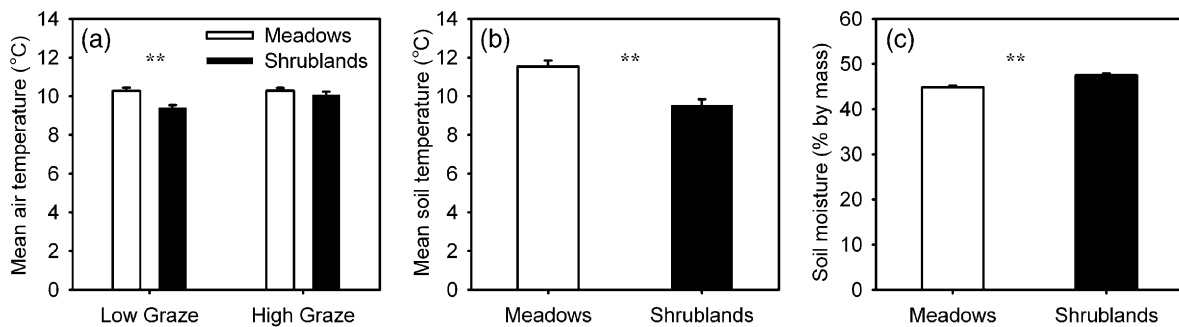 (a)
Meadows
Shrublands
**
Mean air temperature (°C)
14
12
10
8
6
4
2
0
Low Graze
High Graze
(b)
**
Mean soil temperature (°C)
14
12
10
8
6
4
2
0
Meadows
Shrublands
(c)
**
Soil moisture (% by mass)
60
50
40
30
20
10
0
Meadows
Shrublands